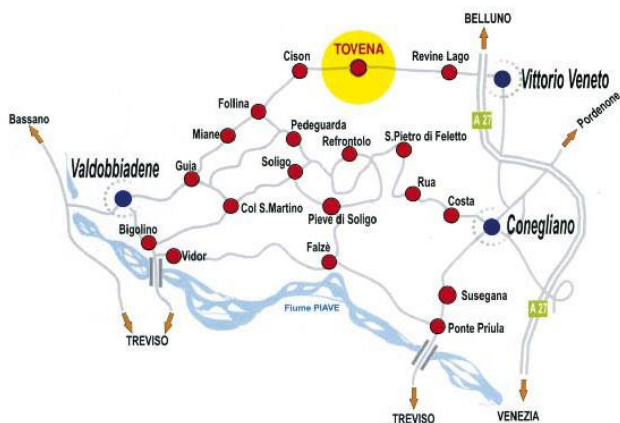 BELLUNO
TOVENA
Cison
Revine Lago
Vittorio Veneto
Follina
A 27
Pordenone
Bassano
Miane
Pedeguarda
Refrontolo
S.Pietro di Feletto
Valdobbiadene
Guia
Soligo
Rua
Costa
Col S.Martino
Pieve di Soligo
Conegliano
Bigolino
Vidor
Falzè
Susegana
Fiume PIAVE
A 27
Ponte Priula
TREVISO
TREVISO
VENEZIA